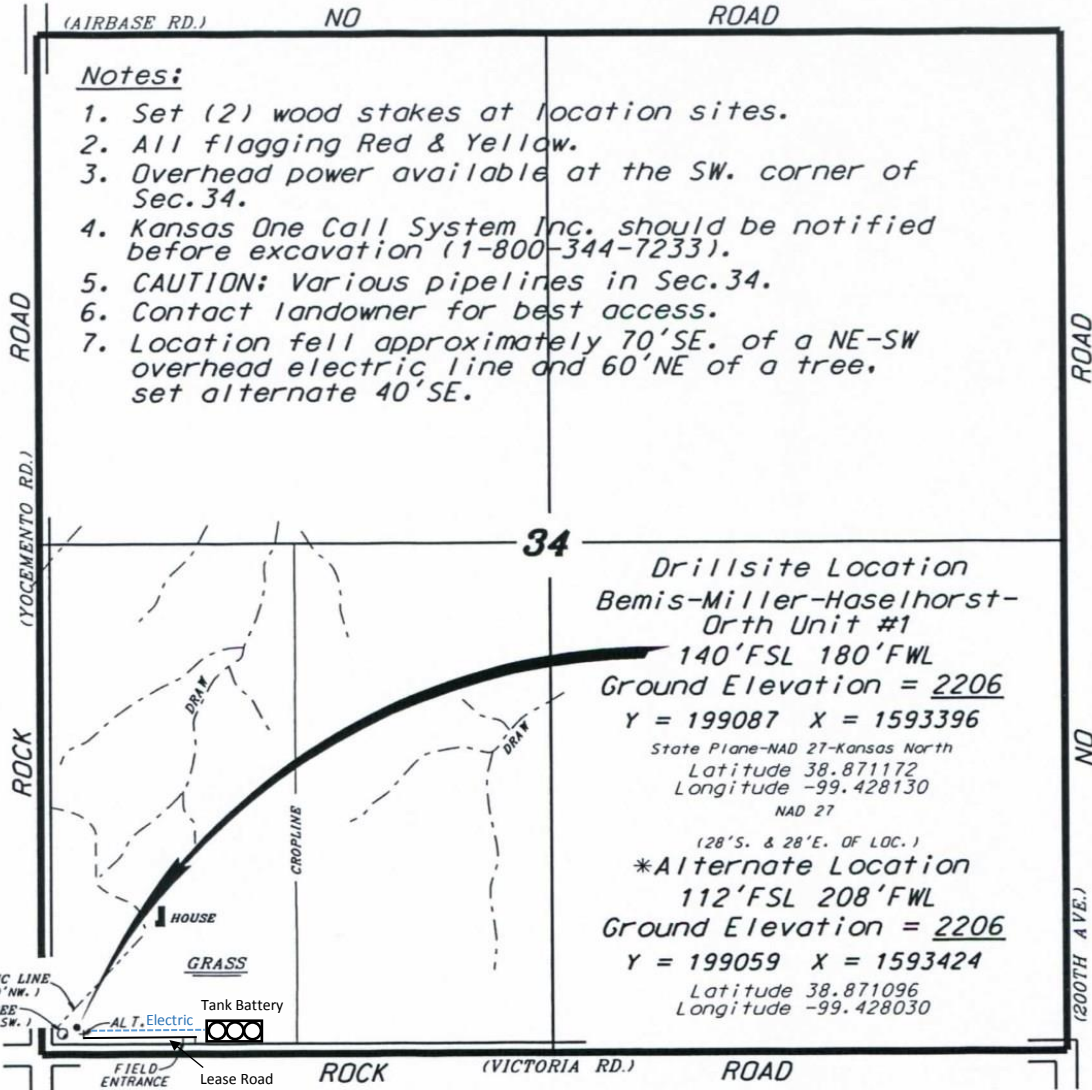 (AIRBASE RD.) NO ROAD
Notes:
1. Set (2) wood stakes at location sites.
2. All flagging Red & Yellow.
3. Overhead power available at the SW. corner of
Sec.34.
4. Kansas One Call System Inc. should be notified
before excavation (1-800-344-7233).
5. CAUTION: Various pipelines in Sec.34.
6. Contact landowner for best access.
7. Location fell approximately 70'SE. of a NE-SW
overhead electric line and 60'NE of a tree.
set alternate 40'SE.
ROAD
(YOCEMENTO RD.)
ROCK
ROAD
NO
(200TH AVE.)
34
Drillsite Location
Bemis-Miller-Haselhorst-
Orth Unit #1
140'FSL 180'FWL
Ground Elevation = 2206
Y = 199087 X = 1593396
State Plane-NAD 27-Kansas North
Latitude 38.871172
Longitude -99.428130
NAD 27
(28'S. & 28'E. OF LOC.)
*Alternate Location
112'FSL 208'FWL
Ground Elevation = 2206
Y = 199059 X = 1593424
Latitude 38.871096
Longitude -99.428030
DRAW
DRAW
CROPLINE
HOUSE
GRASS
C LINE
'NW.)
EE
SW.)
ALT. Electric
Tank Battery
FIELD
ENTRANCE
Lease Road
ROCK (VICTORIA RD.) ROAD